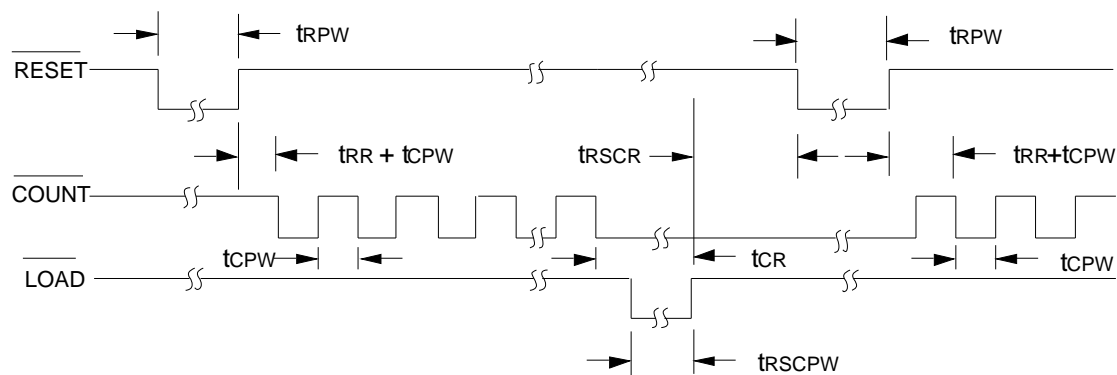 tRPW
tRPW
RESET
tRR + tCPW
tRSCR
tRR+tCPW
COUNT
tCPW
tCR
tCPW
LOAD
tRSCPW